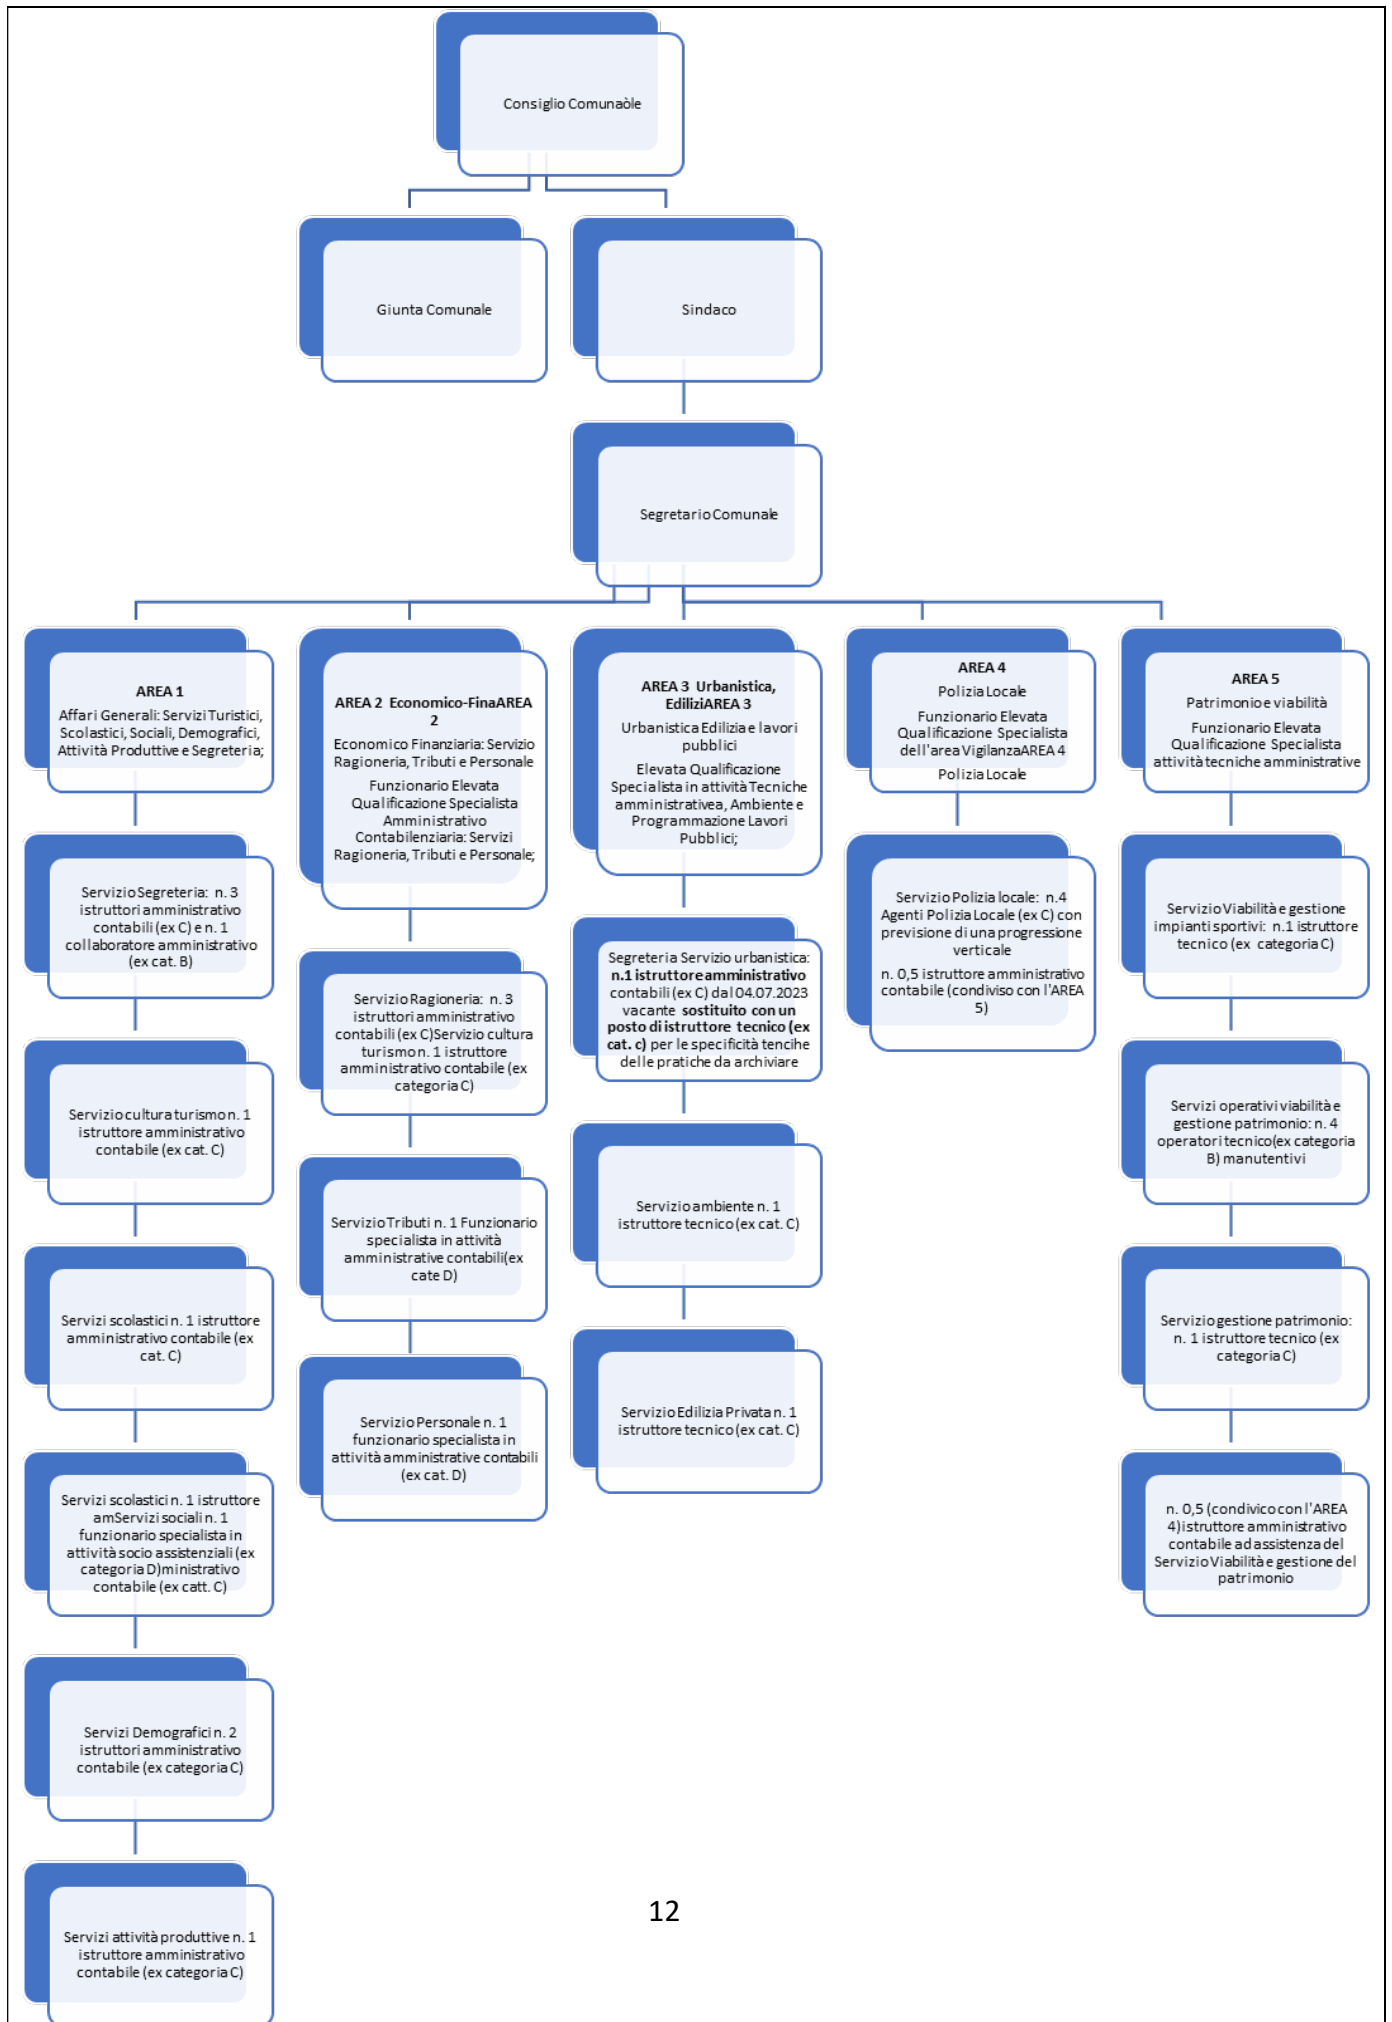 Consiglio Comunaòle
Giunta Comunale
Sindaco
Segretario Comunale
AREA 1
Affari Generali: Servizi Turistici,
Scolastici, Sociali, Demografici,
Attività Produttive e Segreteria;
Servizio Segreteria: n. 3
istruttori amministrativo
contabili (ex C) e n. 1
collaboratore amministrativo
(ex cat. B)
Servizio cultura turismo n. 1
istruttore amministrativo
contabile (ex cat. C)
Servizi scolastici n. 1 istruttore
amministrativo contabile (ex
cat. C)
Servizi scolastici n. 1 istruttore
amServizi sociali n. 1
funzionario specialista in
attività socio assistenziali (ex
categoria D)ministrativo
contabile (ex catt. C)
Servizi Demografici n. 2
istruttori amministrativo
contabile (ex categoria C)
Servizi attività produttive n. 1
istruttore amministrativo
contabile (ex categoria C)
AREA 2 Economico-FinaAREA
2
Economico Finanziaria: Servizio
Ragioneria, Tributi e Personale
Funzionario Elevata
Qualificazione Specialista
Amministrativo
Contabilenziaria: Servizi
Ragioneria, Tributi e Personale;
Servizio Ragioneria: n. 3
istruttori amministrativo
contabili (ex C)Servizio cultura
turismo n. 1 istruttore
amministrativo contabile (ex
categoria C)
Servizio Tributi n. 1 Funzionario
specialista in attività
amministrative contabili(ex
cate D)
Servizio Personale n. 1
funzionario specialista in
attività amministrative contabili
(ex cat. D)
AREA 3 Urbanistica,
EdiliziAREA 3
Urbanistica Edilizia e lavori
pubblici
Elevata Qualificazione
Specialista in attività Tecniche
amministrativea, Ambiente e
Programmazione Lavori
Pubblici;
Segreteria Servizio urbanistica:
n.1 istruttore amministrativo
contabili (ex C) dal 04.07.2023
vacante sostituito con un
posto di istruttore tecnico (ex
cat. c) per le specificità tencihe
delle pratiche da archiviare
Servizio ambiente n. 1
istruttore tecnico (ex cat. C)
Servizio Edilizia Privata n. 1
istruttore tecnico (ex cat. C)
AREA 4
Polizia Locale
Funzionario Elevata
Qualificazione Specialista
dell'area VigilanzaAREA 4
Polizia Locale
Servizio Polizia locale: n.4
Agenti Polizia Locale (ex C) con
previsione di una progressione
verticale
n. 0,5 istruttore amministrativo
contabile (condiviso con l'AREA
5)
AREA 5
Patrimonio e viabilità
Funzionario Elevata
Qualificazione Specialista
attività tecniche amministrative
Servizio Viabilità e gestione
impianti sportivi: n.1 istruttore
tecnico (ex categoria C)
Servizi operativi viabilità e
gestione patrimonio: n. 4
operatori tecnico(ex categoria
B) manutentivi
Servizio gestione patrimonio:
n. 1 istruttore tecnico (ex
categoria C)
n. 0,5 (condivico con l'AREA
4)istruttore amministrativo
contabile ad assistenza del
Servizio Viabilità e gestione del
patrimonio
12